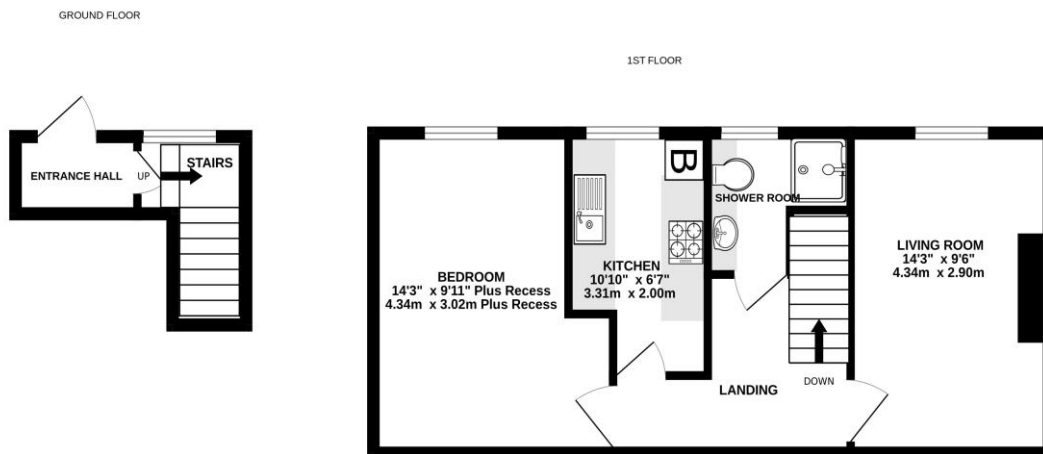 GROUND FLOOR
ENTRANCE HALL
UP
STAIRS
1ST FLOOR
BEDROOM
14'3" x 9'11" Plus Recess
4.34m x 3.02m Plus Recess
KITCHEN
10'10" x 6'7"
3.31m x 2.00m
B
SHOWER ROOM
LANDING
DOWN
LIVING ROOM
14'3" x 9'6"
4.34m x 2.90m